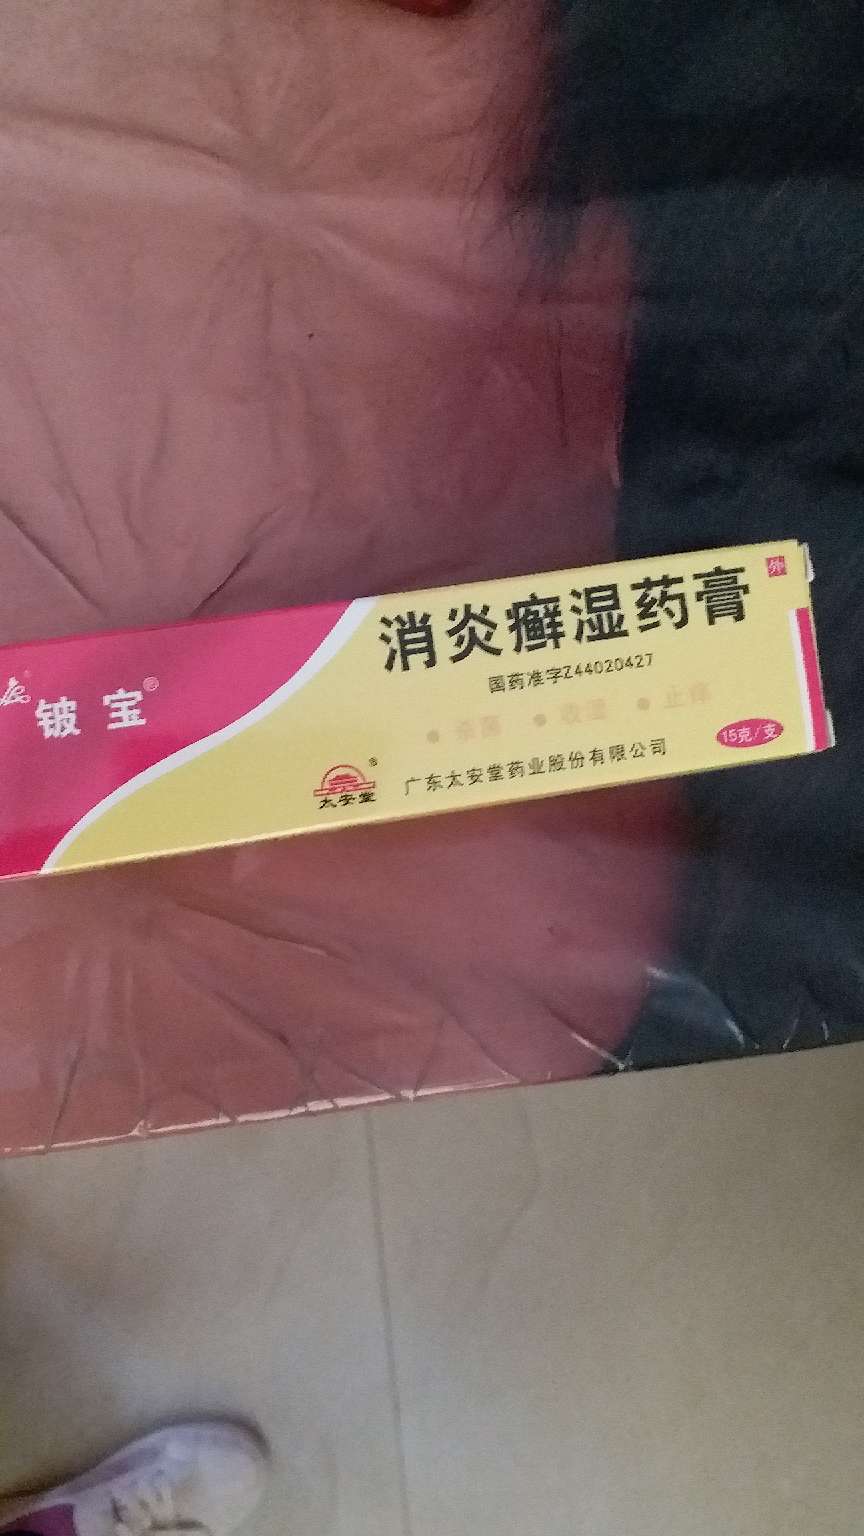 消炎癣湿药膏
外
国药准字Z44020427
铍宝®
●杀菌 ●收湿 ●止痒
15克/支
太安堂®
广东太安堂药业股份有限公司